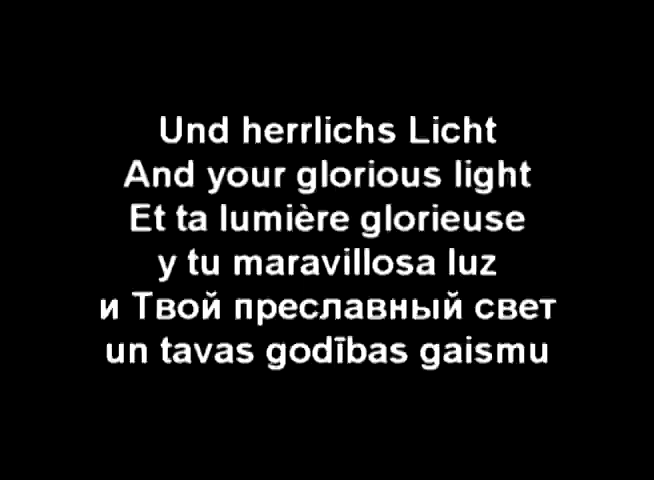 Und herrlichs Licht
And your glorious light
Et ta lumière glorieuse
y tu maravillosa luz
и Твой преславный свет
un tavas godības gaismu